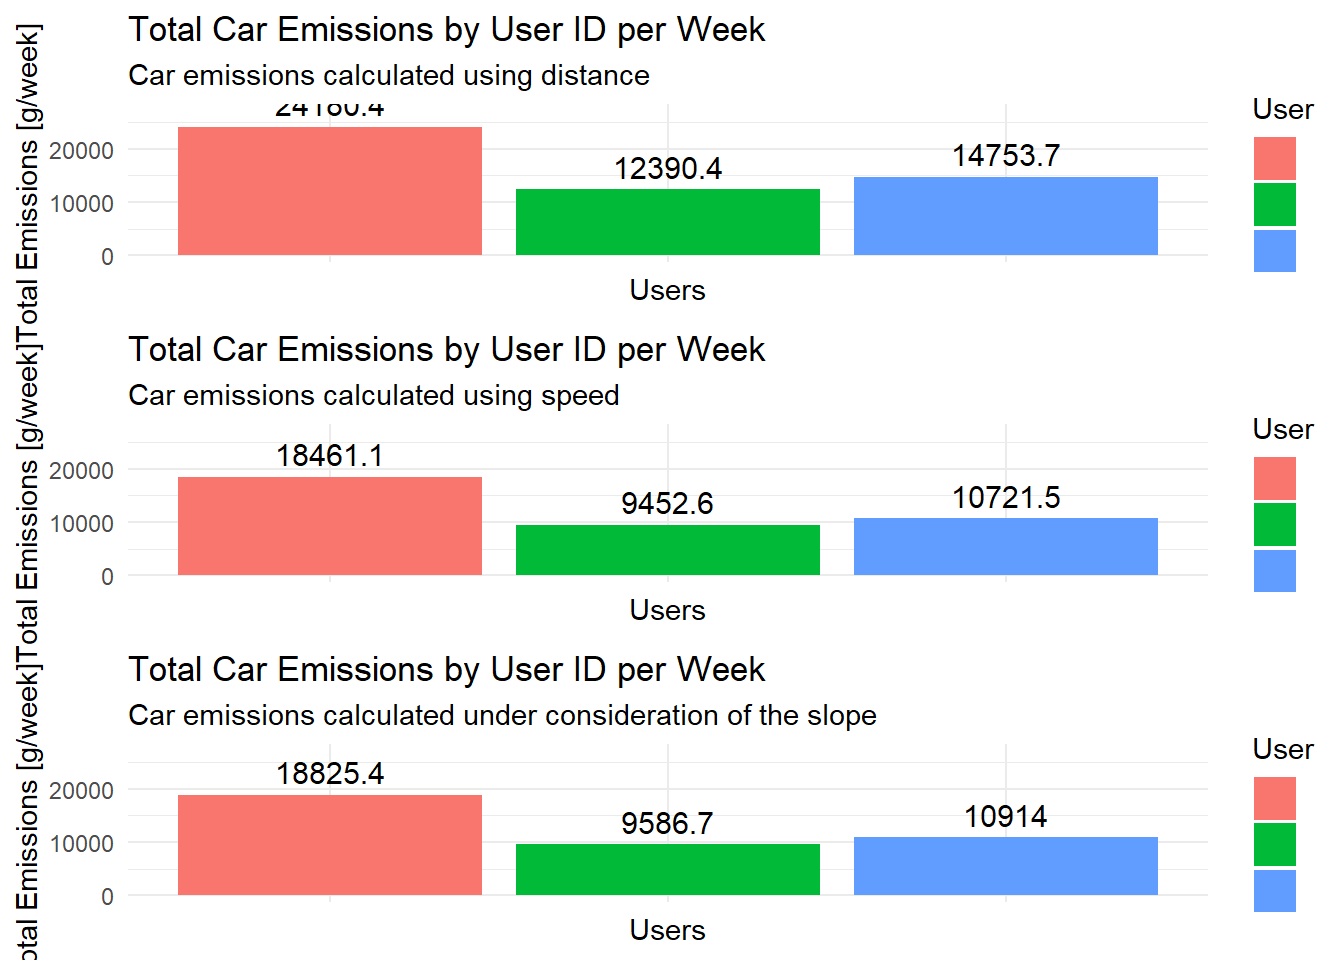 Total Car Emissions by User ID per Week
Car emissions calculated using distance
Total Emissions [g/week]
20000
10000
0
12390.4
14753.7
Users
User
Total Car Emissions by User ID per Week
Car emissions calculated using speed
Total Emissions [g/week]
20000
10000
0
18461.1
9452.6
10721.5
Users
User
Total Car Emissions by User ID per Week
Car emissions calculated under consideration of the slope
otal Emissions [g/week]
20000
10000
0
18825.4
9586.7
10914
Users
User